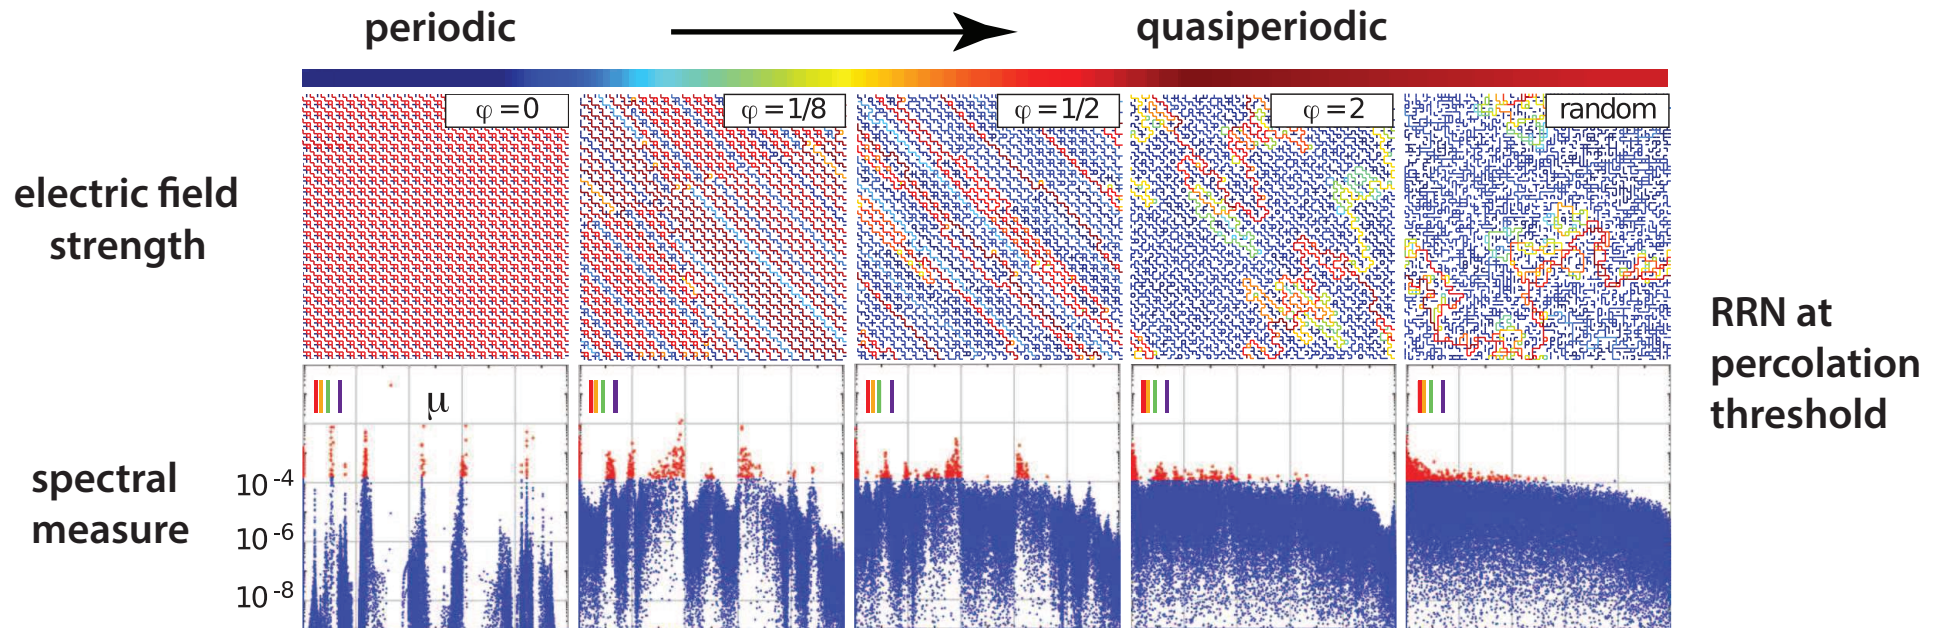 periodic
quasiperiodic
φ = 0
φ = 1/8
φ = 1/2
φ = 2
random
electric field
strength
RRN at
percolation
threshold
μ
spectral
measure
10-4
10-6
10-8